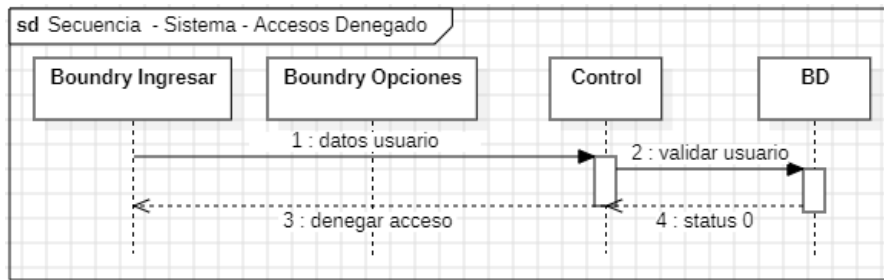 sd Secuencia - Sistema - Accesos Denegado
Boundry Ingresar
Boundry Opciones
Control
BD
1 : datos usuario
2 : validar usuario
3 : denegar acceso
4 : status 0